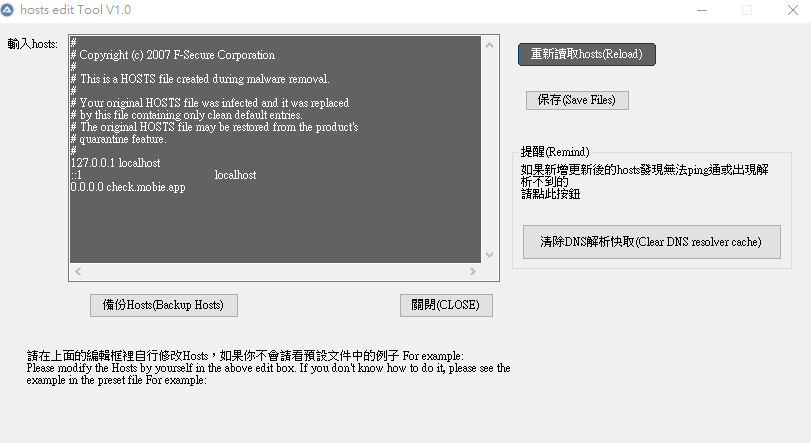 hosts edit Tool V1.0
輸入hosts:
#
# Copyright (c) 2007 F-Secure Corporation
#
# This is a HOSTS file created during malware removal.
#
# Your original HOSTS file was infected and it was replaced
# by this file containing only clean default entries.
# The original HOSTS file may be restored from the product's
# quarantine feature.
#
127.0.0.1 localhost
::1 localhost
0.0.0.0 check.mobie.app
重新讀取hosts(Reload)
保存(Save Files)
提醒(Remind)
如果新增更新後的hosts發現無法ping通或出現解
析不到的
請點此按鈕
清除DNS解析快取(Clear DNS resolver cache)
備份Hosts(Backup Hosts)
關閉(CLOSE)
請在上面的編輯框裡自行修改Hosts，如果你不會請看預設文件中的例子 For example:
Please modify the Hosts by yourself in the above edit box. If you don't know how to do it, please see the
example in the preset file For example: